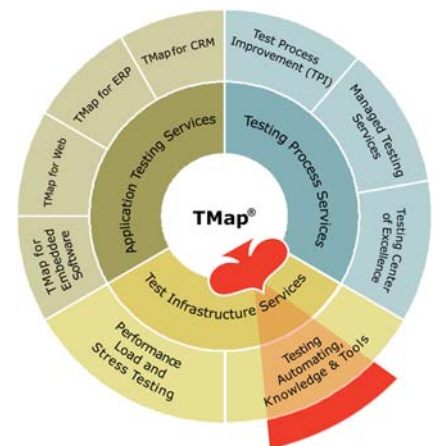 TMap for CRM
TMap for ERP
TMap for Web
TMap for
Embedded
Software
Application Testing Services
Test Process
Improvement (TPI)
Managed Testing
Services
Testing Center
of Excellence
Testing Process Services
TMap®
Test Infrastructure Services
Performance
Load and
Stress Testing
Testing
Automating,
Knowledge & Tools